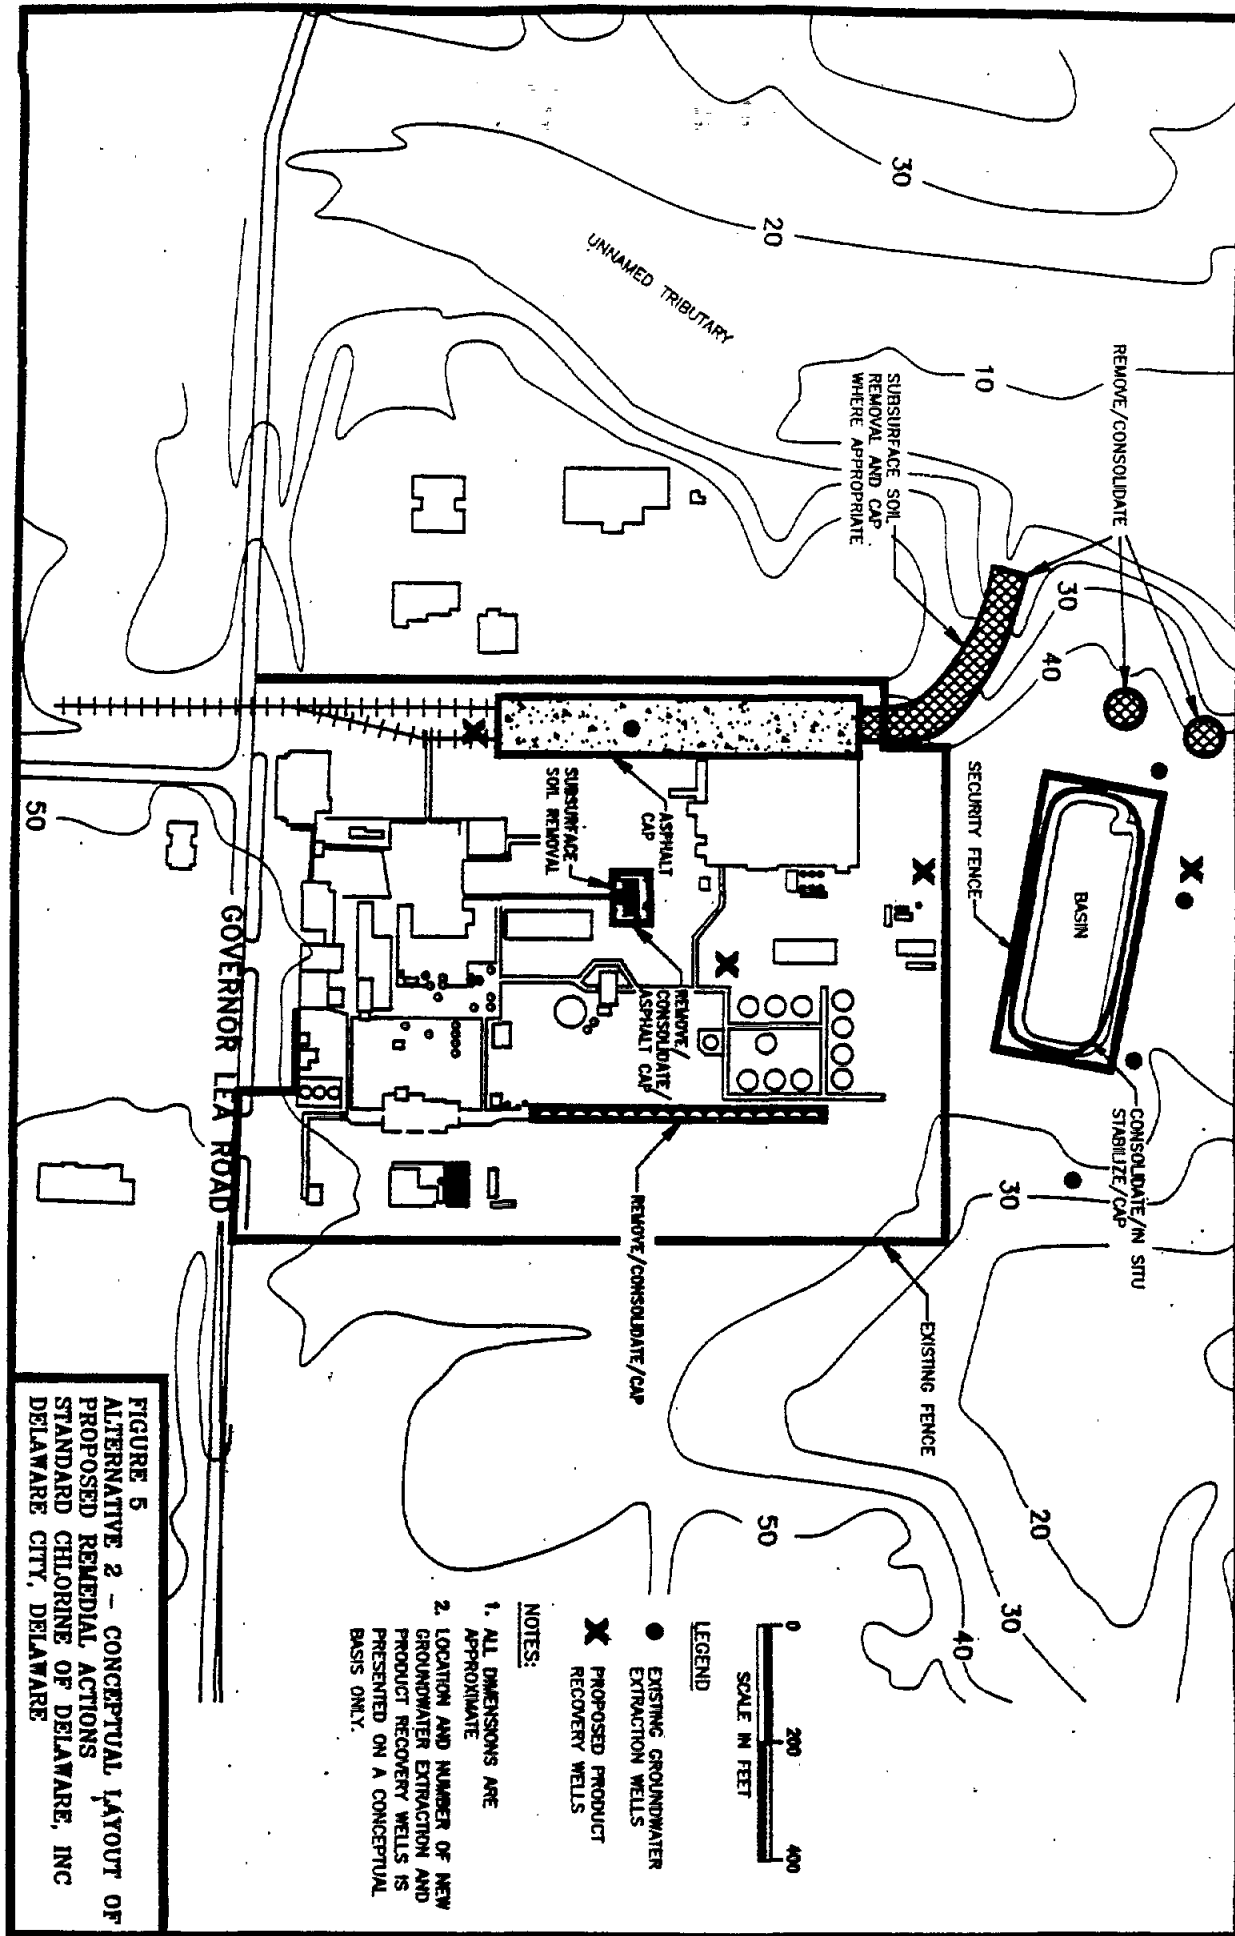 30
20
UNNAMED TRIBUTARY
10
REMOVE/CONSOLIDATE
SUBSURFACE SOIL
REMOVAL AND CAP
WHERE APPROPRIATE
30
40
SECURITY FENCE
BASIN
CONSOLIDATE/IN SITU
STABILIZE/CAP
ASPHALT
CAP
SUBSURFACE
SOIL REMOVAL
REMOVE/
CONSOLIDATE/
ASPHALT CAP
REMOVE/CONSOLIDATE/CAP
30
EXISTING FENCE
50
GOVERNOR LEA ROAD
20
50
30
40
0 200 400
SCALE IN FEET
LEGEND
EXISTING GROUNDWATER
EXTRACTION WELLS
PROPOSED PRODUCT
RECOVERY WELLS
NOTES:
1. ALL DIMENSIONS ARE
APPROXIMATE
2. LOCATION AND NUMBER OF NEW
GROUNDWATER EXTRACTION AND
PRODUCT RECOVERY WELLS IS
PRESENTED ON A CONCEPTUAL
BASIS ONLY.
FIGURE 5
ALTERNATIVE 2 - CONCEPTUAL LAYOUT OF
PROPOSED REMEDIAL ACTIONS
STANDARD CHLORINE OF DELAWARE, INC
DELAWARE CITY, DELAWARE